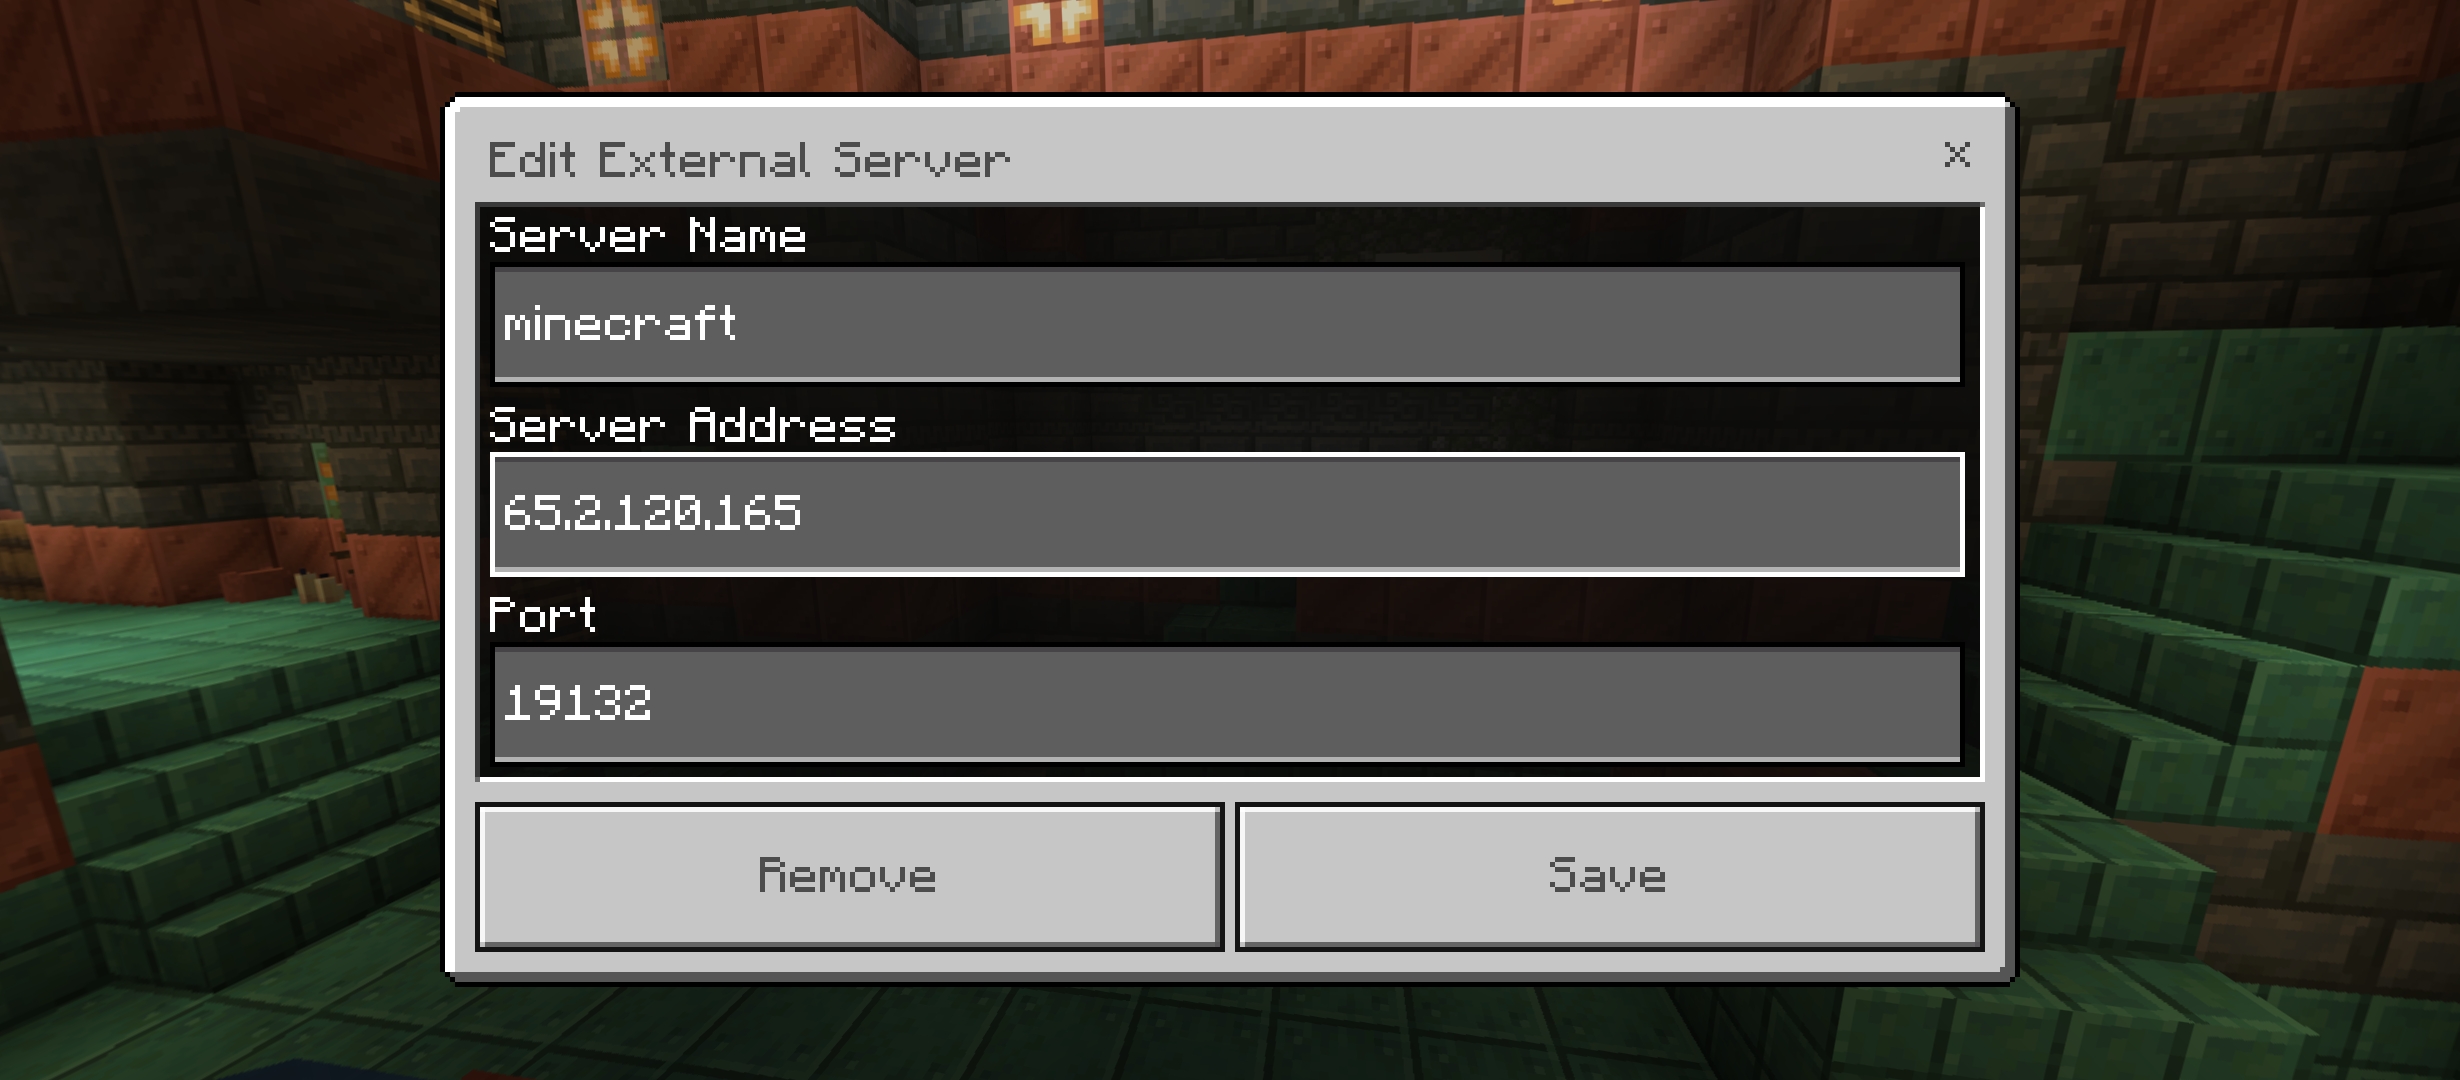 Edit External Server
Server Name
minecraft
Server Address
65.2.120.165
Port
19132
Remove
Save